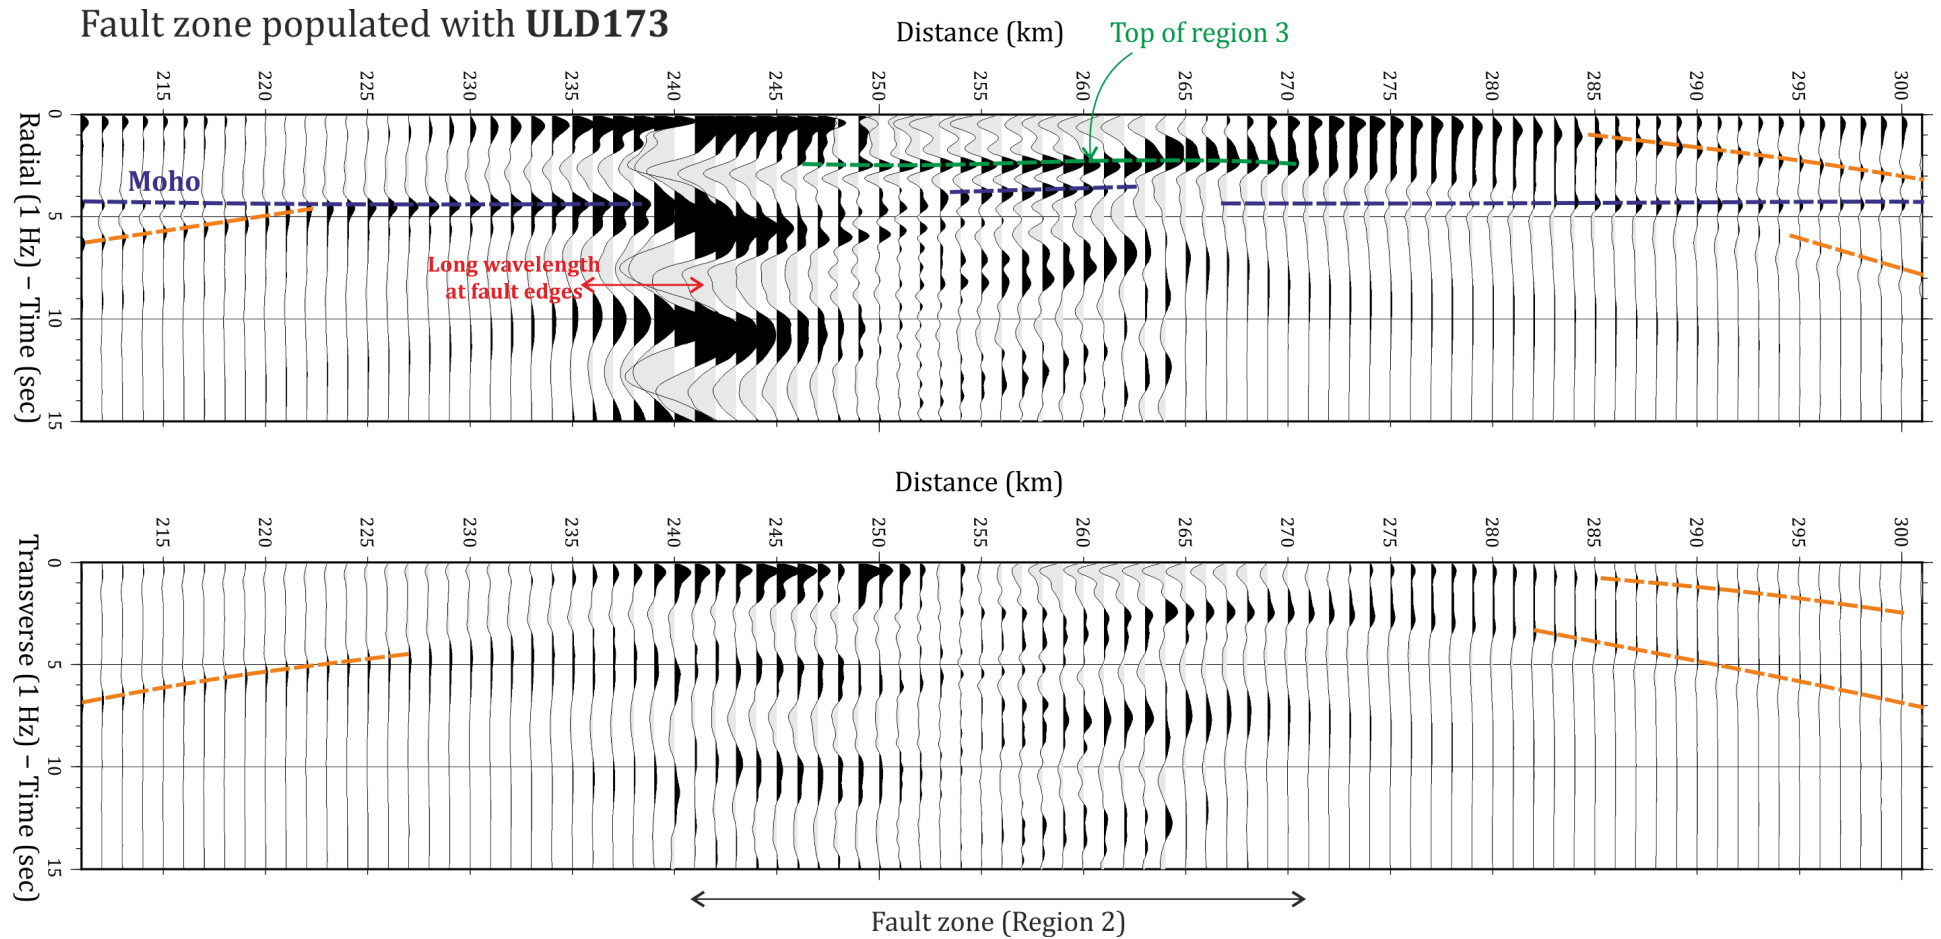 Fault zone populated with ULD173
Distance (km)
Top of region 3
215 220 225 230 235 240 245 250 255 260 265 270 275 280 285 290 295 300
Radial (1 Hz) – Time (sec)
0
5
10
15
Moho
Long wavelength
at fault edges
Distance (km)
215 220 225 230 235 240 245 250 255 260 265 270 275 280 285 290 295 300
Transverse (1 Hz) – Time (sec)
0
5
10
15
Fault zone (Region 2)